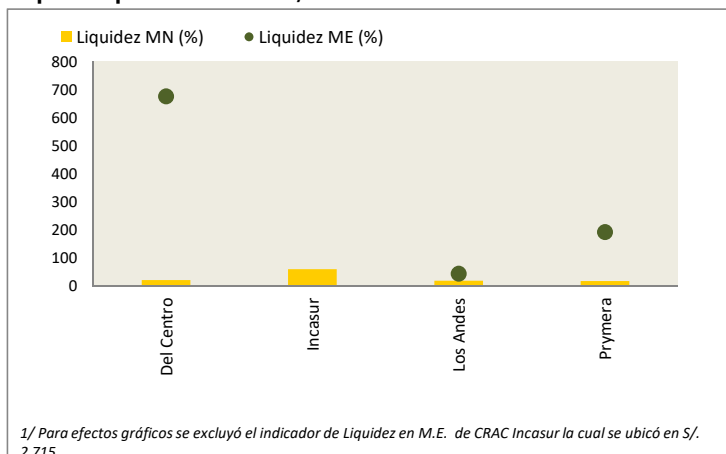 Liquidez MN (%) Liquidez ME (%)
800
700
600
500
400
300
200
100
0
Del Centro
Incasur
Los Andes
Prymera
1/ Para efectos gráficos se excluyó el indicador de Liquidez en M.E. de CRAC Incasur la cual se ubicó en S/.
2,715